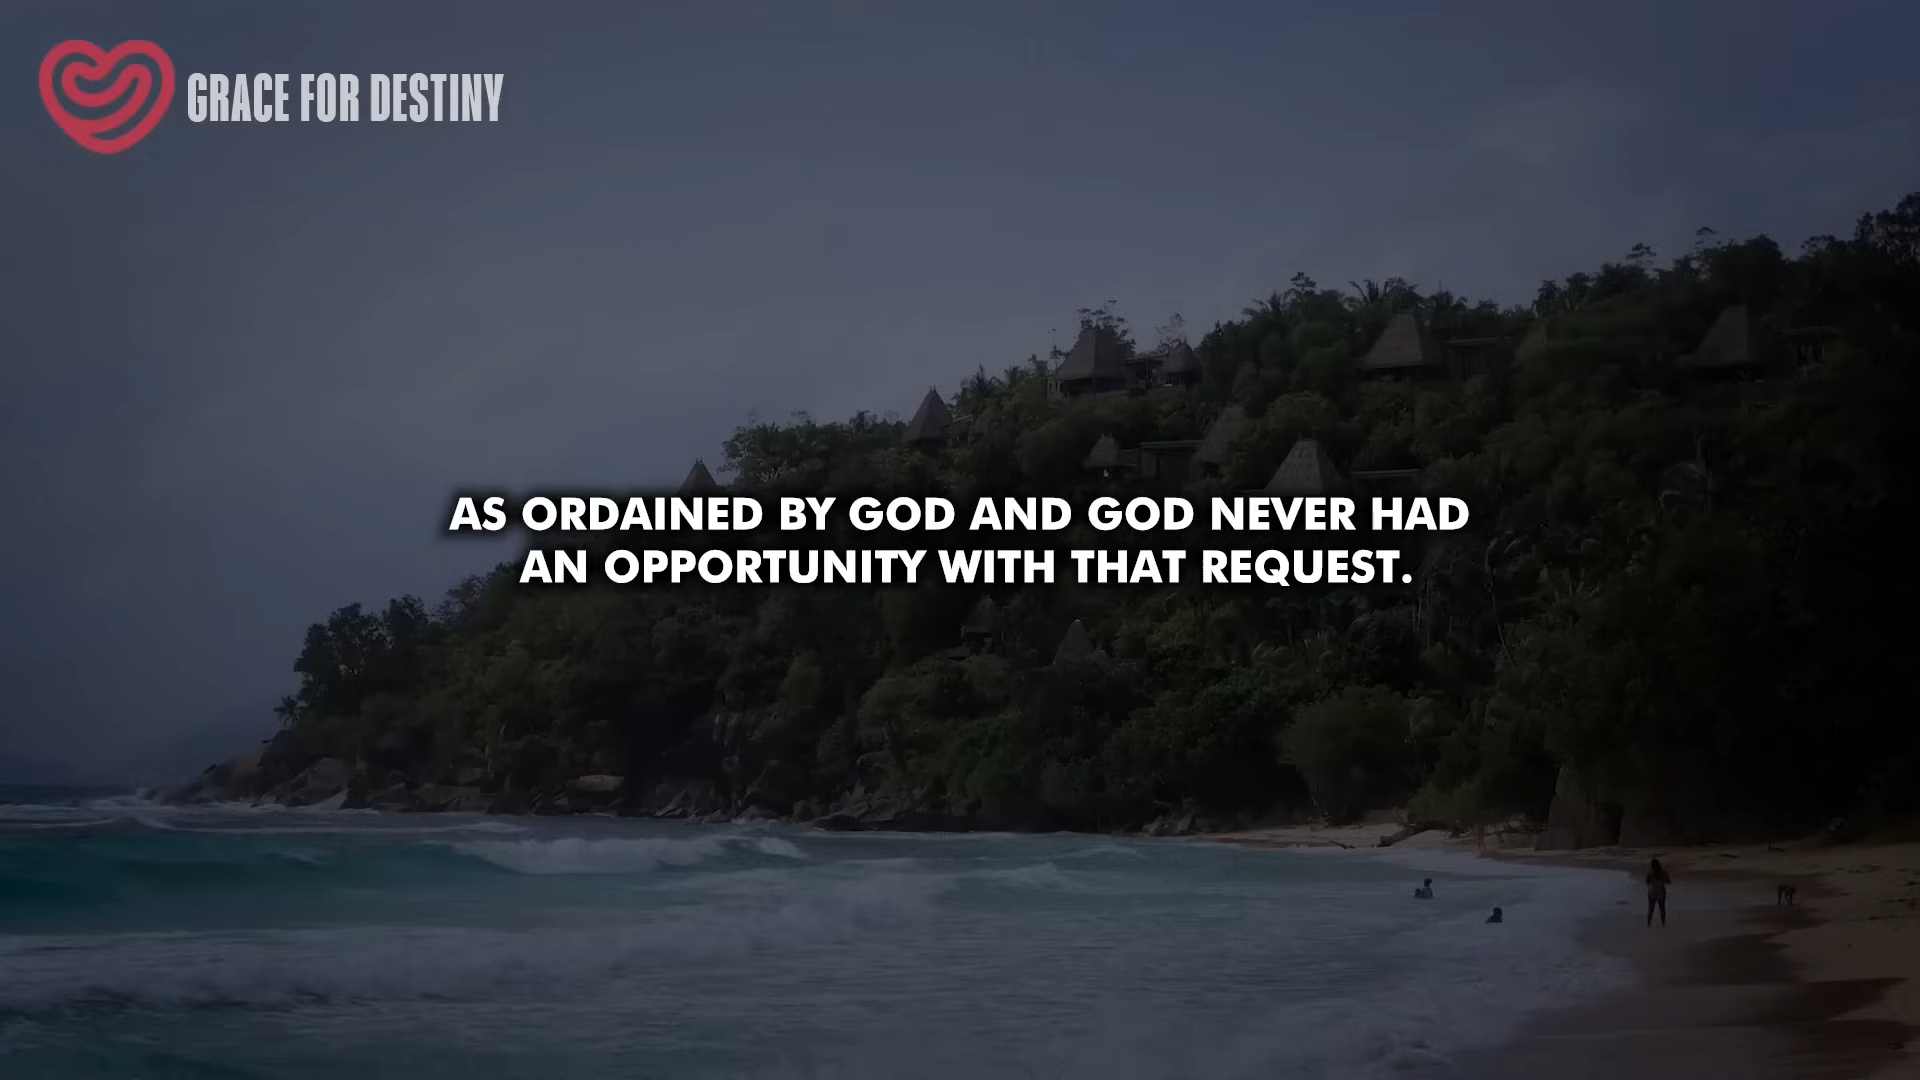 GRACE FOR DESTINY
AS ORDAINED BY GOD AND GOD NEVER HAD
AN OPPORTUNITY WITH THAT REQUEST.